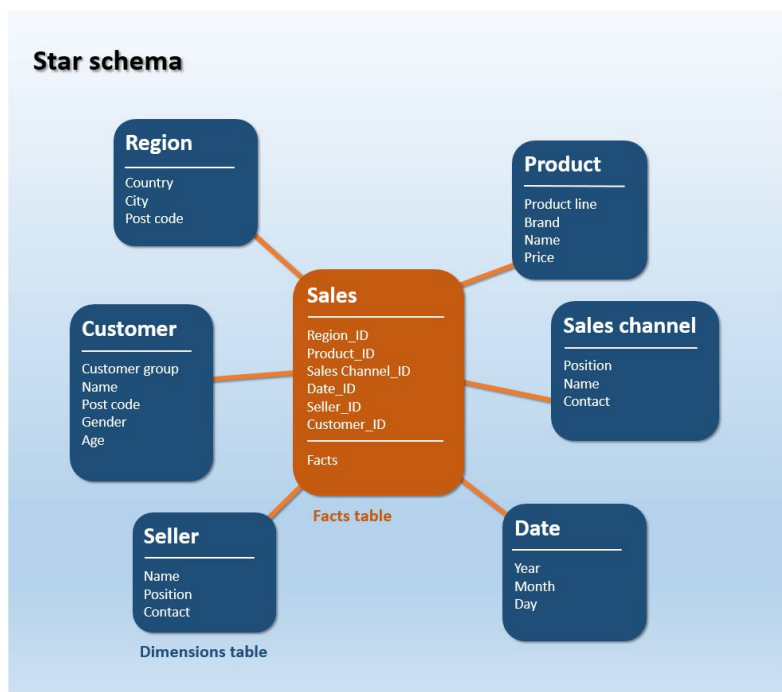 Star schema
Region
Country
City
Post code
Product
Product line
Brand
Name
Price
Sales
Region_ID
Product_ID
Sales Channel_ID
Date_ID
Seller_ID
Customer_ID
Facts
Facts table
Customer
Customer group
Name
Post code
Gender
Age
Sales channel
Position
Name
Contact
Seller
Name
Position
Contact
Dimensions table
Date
Year
Month
Day